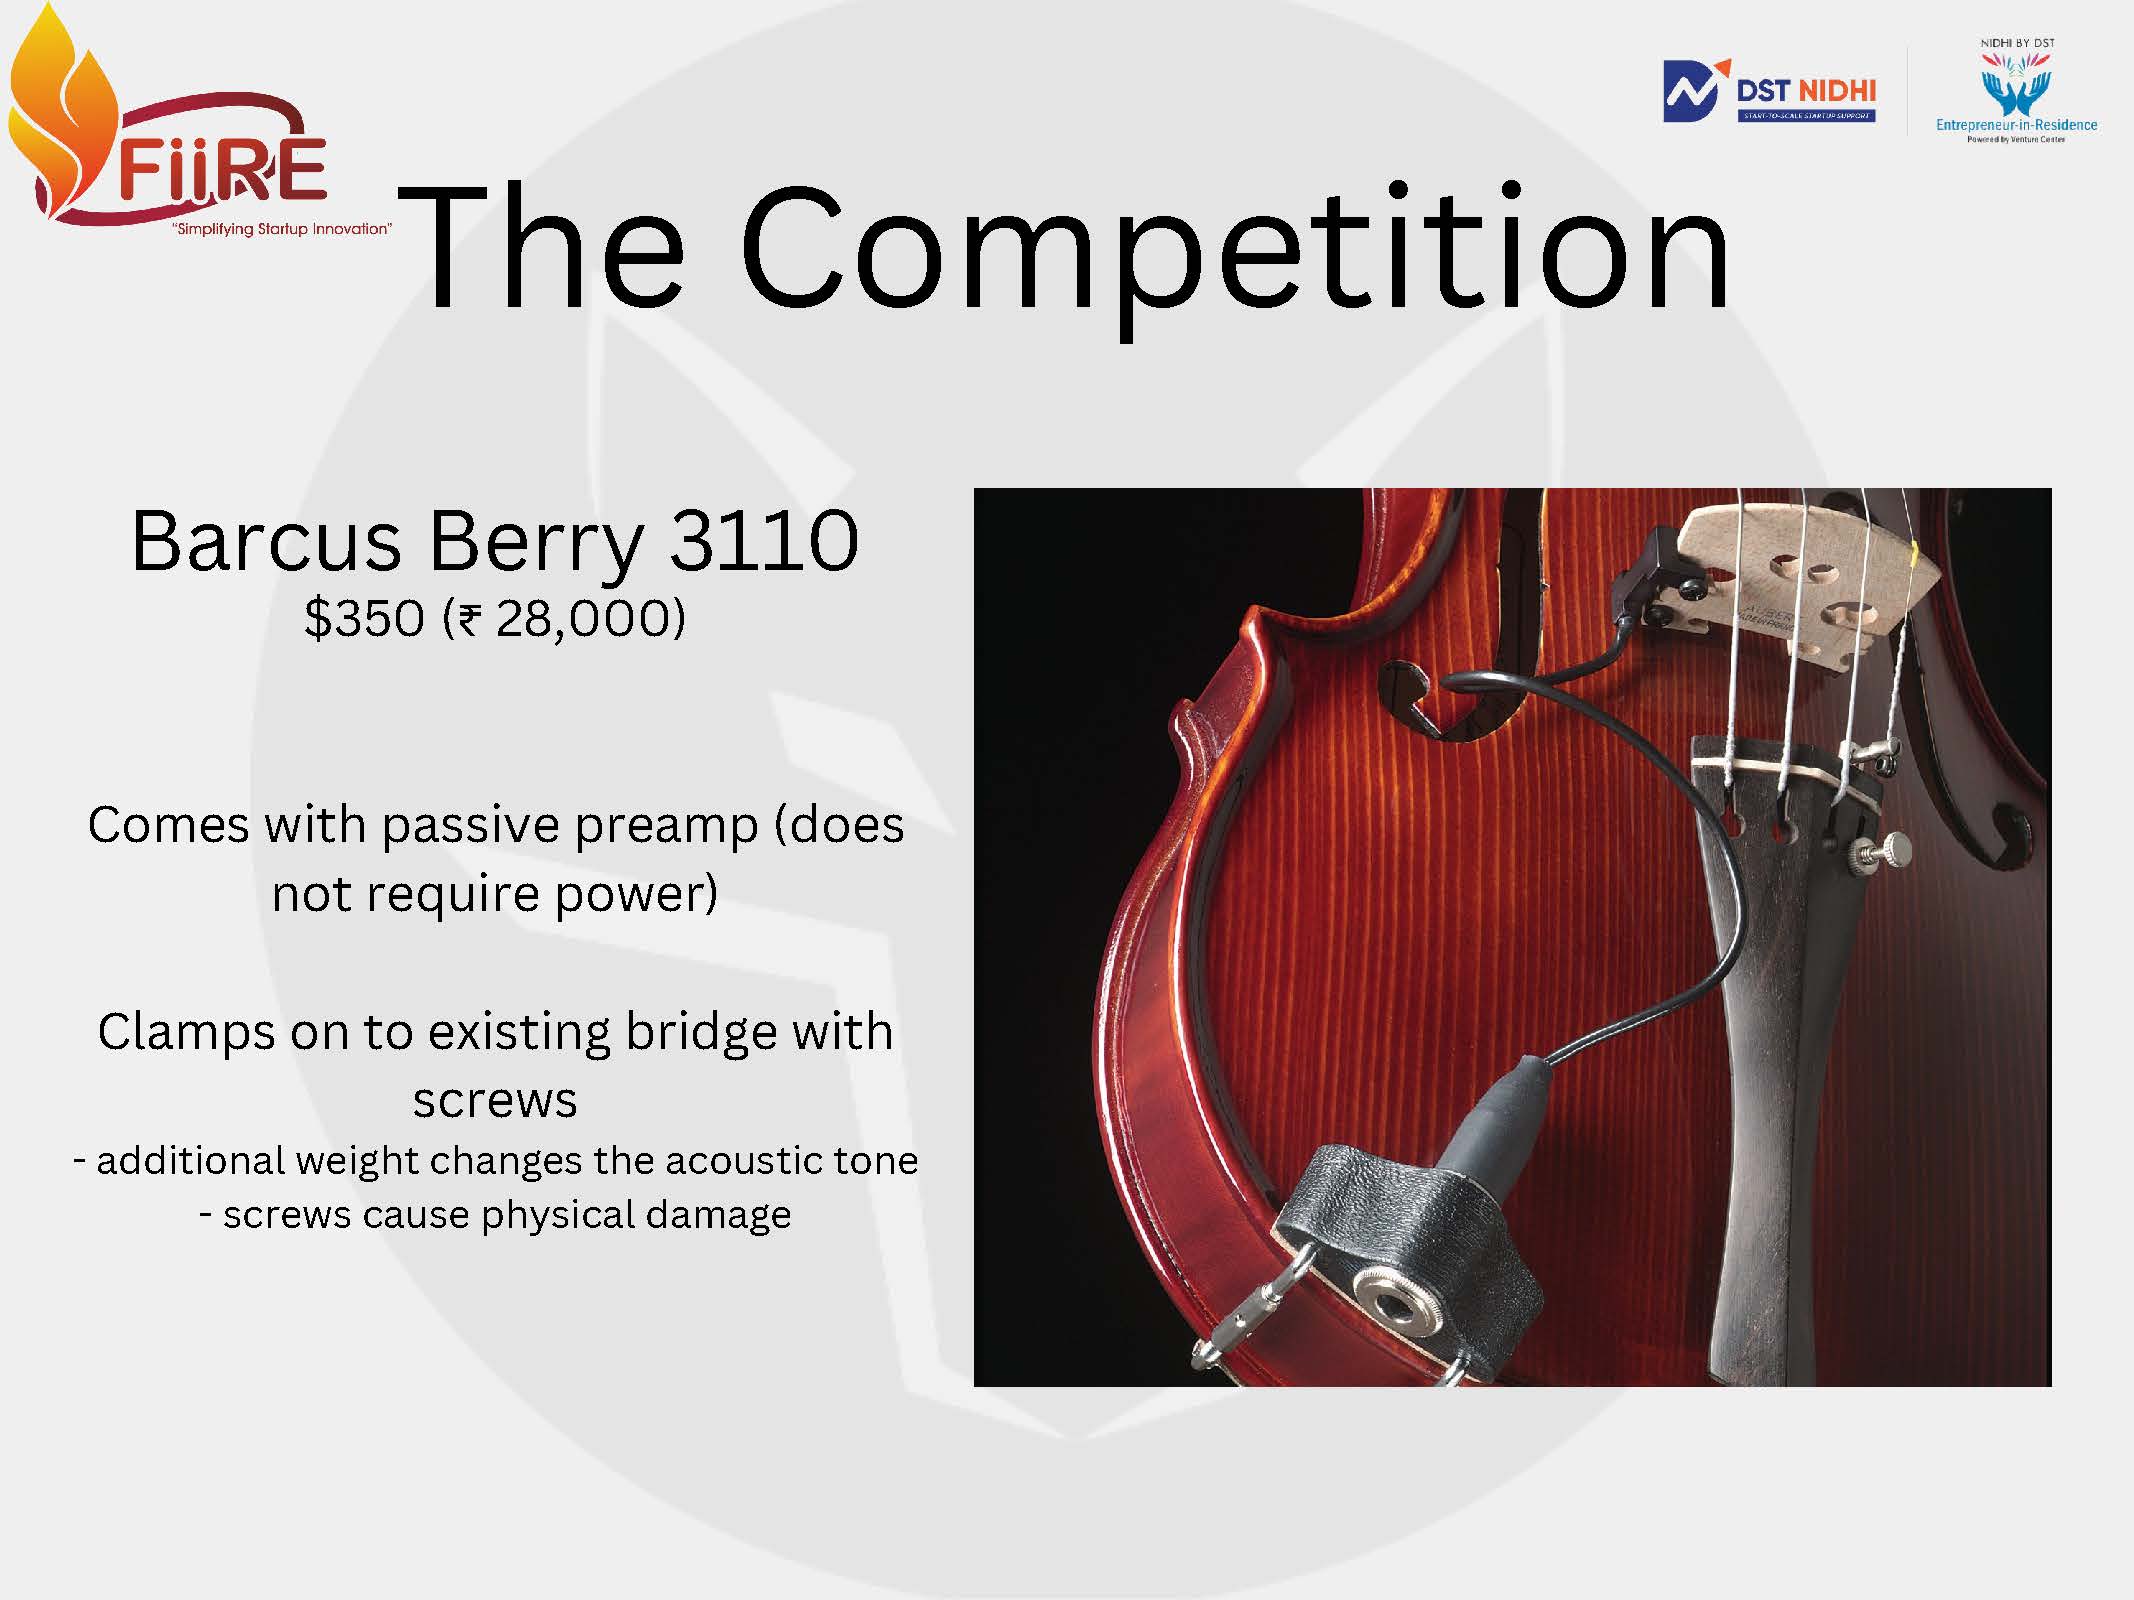 FiiRE
"Simplifying Startup Innovation"
DST NIDHI
START-TO-SCALE STARTUP SUPPORT
NIDHI BY DST
Entrepreneur-in-Residence
Powered by Venture Center
The Competition
Barcus Berry 3110
$350 (₹ 28,000)
Comes with passive preamp (does
not require power)
Clamps on to existing bridge with
screws
- additional weight changes the acoustic tone
- screws cause physical damage